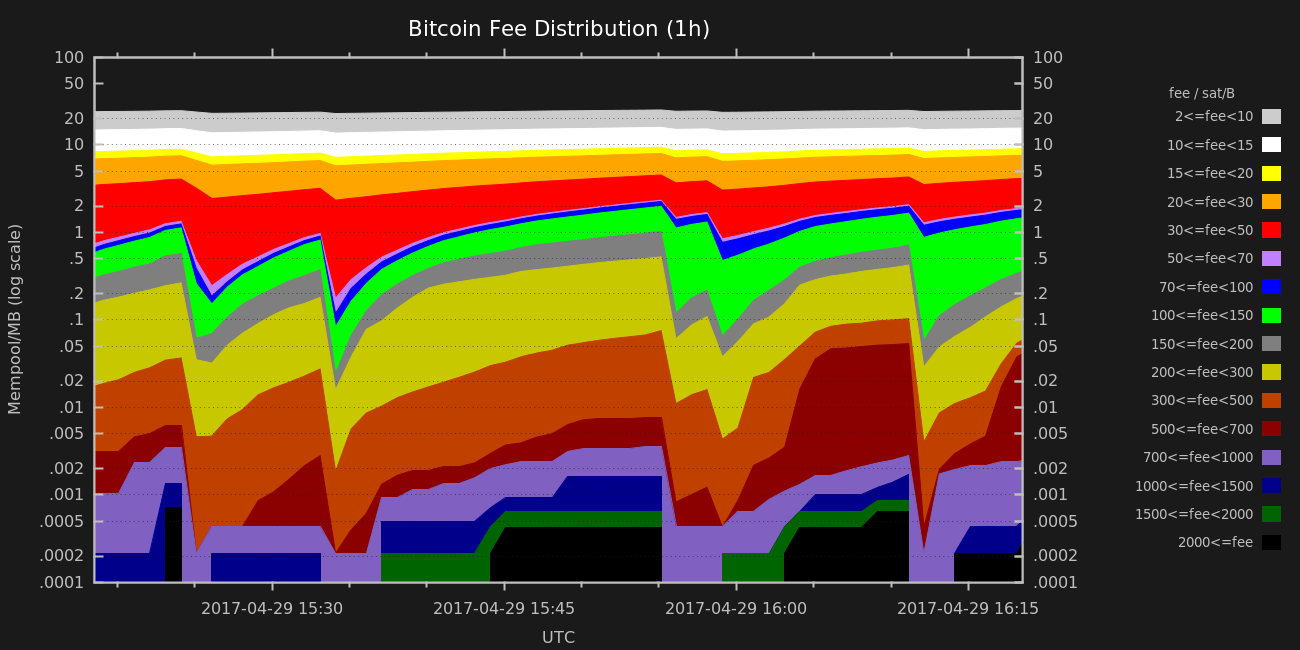 Bitcoin Fee Distribution (1h)
100 100
50 50
20 20
10 10
5 5
2 2
1 1
.5 .5
.2 .2
.1 .1
.05 .05
.02 .02
.01 .01
.005 .005
.002 .002
.001 .001
.0005 .0005
.0002 .0002
.0001 .0001
Mempool/MB (log scale)
2017-04-29 15:30 2017-04-29 15:45 2017-04-29 16:00 2017-04-29 16:15
UTC
fee / sat/B
2<=fee<10
10<=fee<15
15<=fee<20
20<=fee<30
30<=fee<50
50<=fee<70
70<=fee<100
100<=fee<150
150<=fee<200
200<=fee<300
300<=fee<500
500<=fee<700
700<=fee<1000
1000<=fee<1500
1500<=fee<2000
2000<=fee